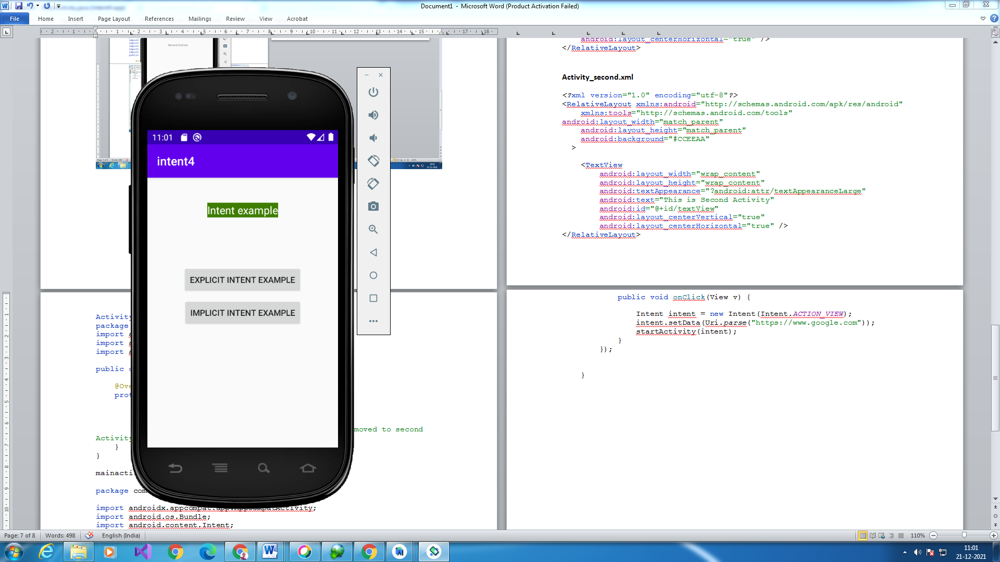 Document1 - Microsoft Word (Product Activation Failed)
File Home Insert Page Layout References Mailings Review View Acrobat
import
import
import
import
public
Second Activity
11:01
intent4
Intent example
EXPLICIT INTENT EXAMPLE
IMPLICIT INTENT EXAMPLE
Activity
package
import
import
import
public
moved to second
Activity
}
}
package
import androidx.appcompat.app.AppCompatActivity;
import android.os.Bundle;
import android.content.Intent;
android:layout_centerHorizontal="true" />
</RelativeLayout>
Activity_second.xml
<?xml version="1.0" encoding="utf-8"?>
<RelativeLayout xmlns:android="http://schemas.android.com/apk/res/android"
xmlns:tools="http://schemas.android.com/tools"
android:layout_width="match_parent"
android:layout_height="match_parent"
android:background="#CCEEAA"
>
<TextView
android:layout_width="wrap_content"
android:layout_height="wrap_content"
android:textAppearance="?android:attr/textAppearanceLarge"
android:text="This is Second Activity"
android:id="@+id/textView"
android:layout_centerVertical="true"
android:layout_centerHorizontal="true" />
</RelativeLayout>
public void onClick(View v) {
Intent intent = new Intent(Intent.ACTION_VIEW);
intent.setData(Uri.parse("https://www.google.com"));
startActivity(intent);
}
});
}
Page: 7 of 8 Words: 498 English (India) 110%
11:01
21-12-2021